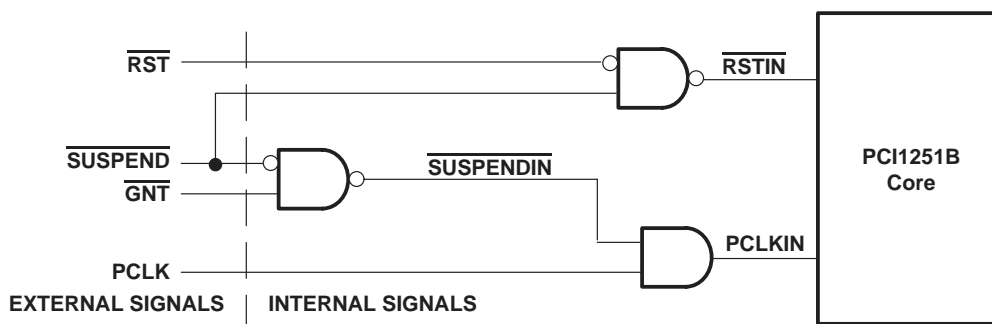 RST
RSTIN
SUSPEND
SUSPENDIN
GNT
PCI1251B
Core
PCLKIN
PCLK
EXTERNAL SIGNALS
INTERNAL SIGNALS